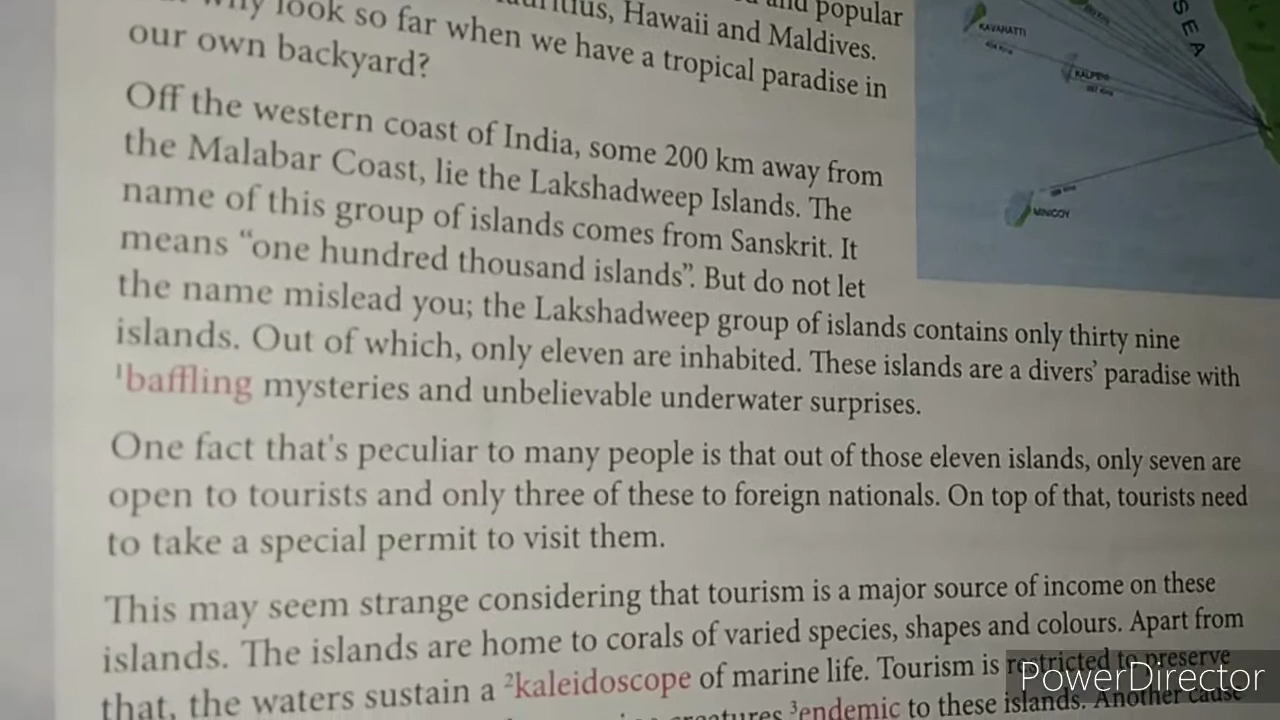 and popular
Mauritius, Hawaii and Maldives.
why look so far when we have a tropical paradise in
our own backyard?
Off the western coast of India, some 200 km away from
the Malabar Coast, lie the Lakshadweep Islands. The
name of this group of islands comes from Sanskrit. It
means “one hundred thousand islands”. But do not let
the name mislead you; the Lakshadweep group of islands contains only thirty nine
islands. Out of which, only eleven are inhabited. These islands are a divers’ paradise with
¹baffling mysteries and unbelievable underwater surprises.
One fact that's peculiar to many people is that out of those eleven islands, only seven are
open to tourists and only three of these to foreign nationals. On top of that, tourists need
to take a special permit to visit them.
This may seem strange considering that tourism is a major source of income on these
islands. The islands are home to corals of varied species, shapes and colours. Apart from
that, the waters sustain a ²kaleidoscope of marine life. Tourism is restricted to preserve
creatures ³endemic to these islands. Another cause
SEA
KAVARATTI
KALPENI
MINICOY
PowerDirector